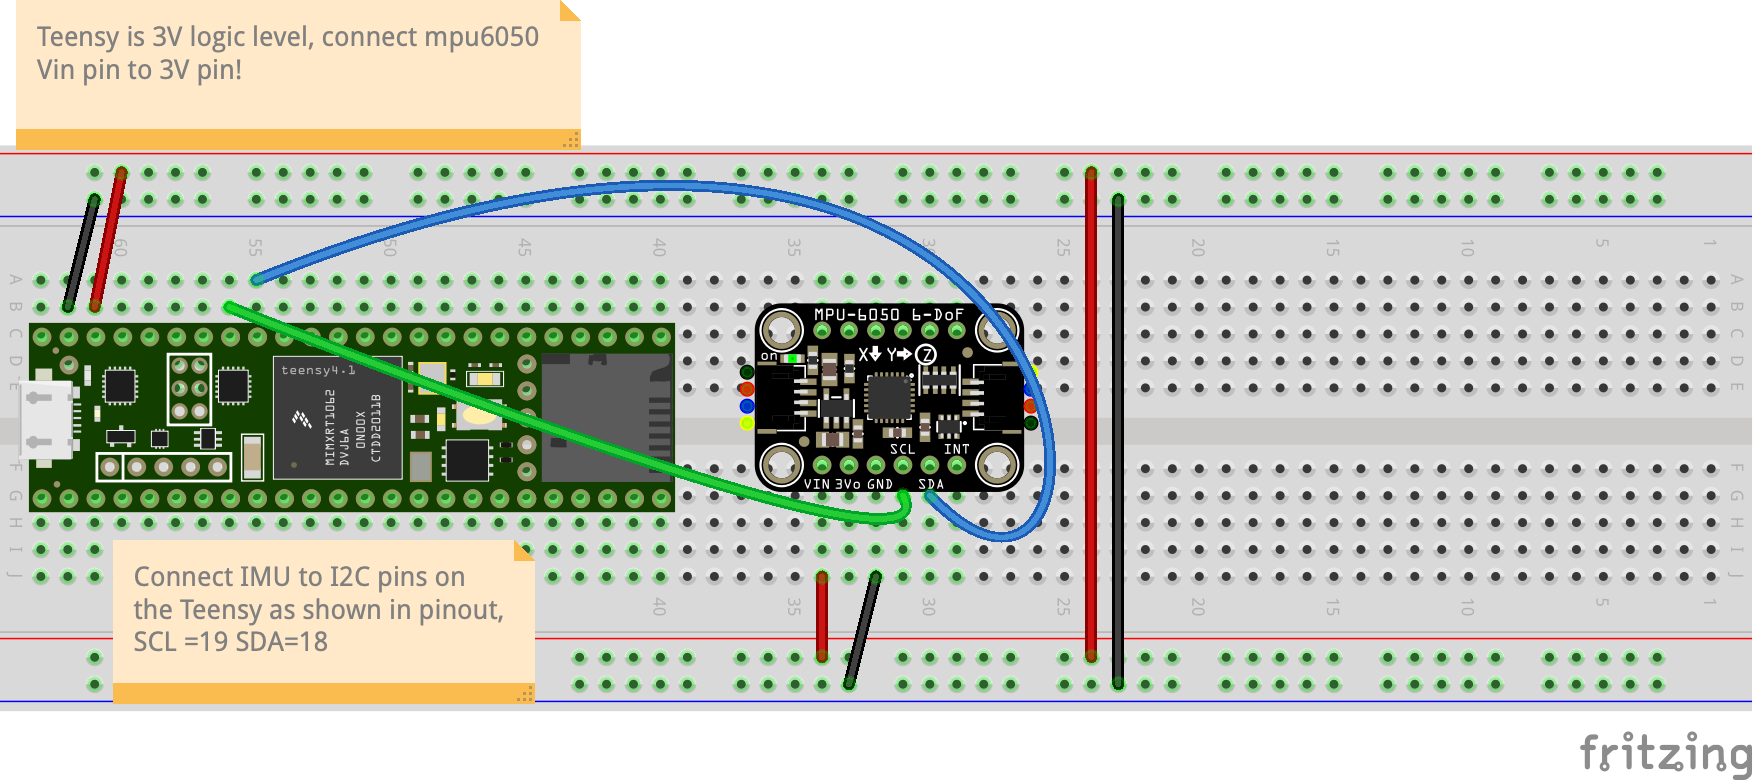 Teensy is 3V logic level, connect mpu6050
Vin pin to 3V pin!
60 55 50 45 40 35 30 25 20 15 10 5 1
A A
B B
C C
D D
E E
teensy4.1
MIMXRT1062
DVJ6A
0N00X
CTDD2011B
MPU-6050 6-DoF
on X Y Z
SCL INT
VIN 3Vo GND SDA
F F
G G
H H
I I
J J
Connect IMU to I2C pins on
the Teensy as shown in pinout,
SCL =19 SDA=18
40 35 30 25 20 15 10 5 1
fritzing